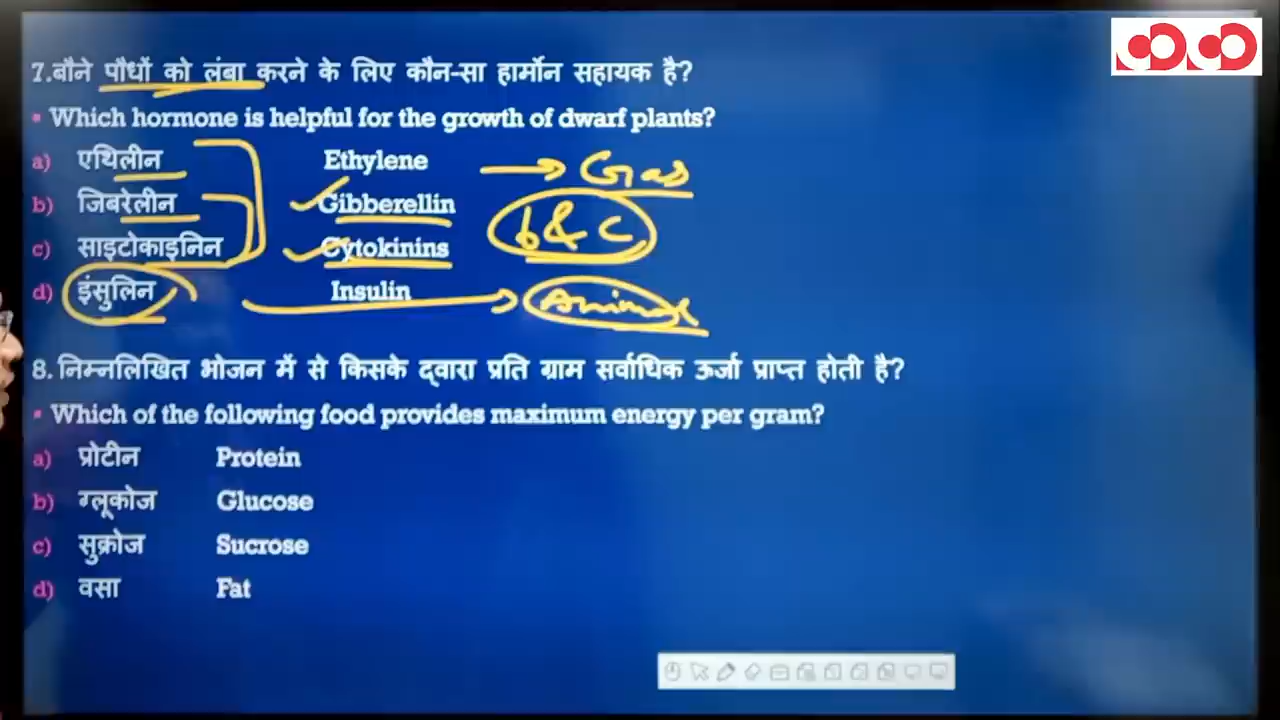 7.बौने पौधों को लंबा करने के लिए कौन-सा हार्मोन सहायक है?
• Which hormone is helpful for the growth of dwarf plants?
a) एथिलीन Ethylene → Gas
b) जिबरेलीन Gibberellin b & c
c) साइटोकाइनिन Cytokinins
d) इंसुलिन Insulin → Animal
8. निम्नलिखित भोजन में से किसके द्वारा प्रति ग्राम सर्वाधिक ऊर्जा प्राप्त होती है?
• Which of the following food provides maximum energy per gram?
a) प्रोटीन Protein
b) ग्लूकोज Glucose
c) सुक्रोज Sucrose
d) वसा Fat